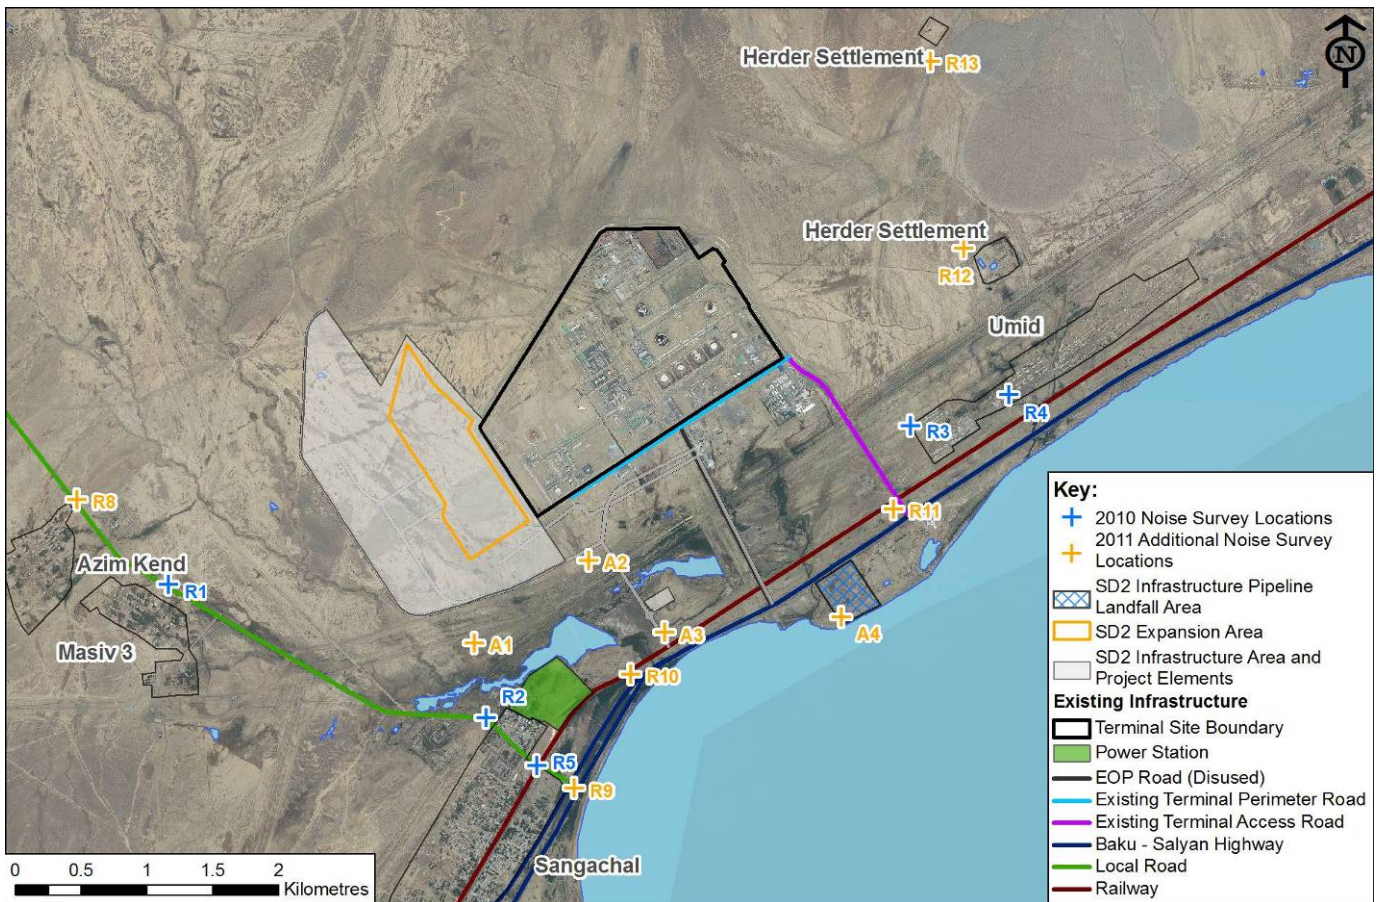 Herder Settlement
R13
N
Herder Settlement
R12
Umid
R4
R3
R11
R8
Azim Kend
R1
Masiv 3
A2
A1
A3
A4
R10
R2
R5
R9
Sangachal
Key:
2010 Noise Survey Locations
2011 Additional Noise Survey
Locations
SD2 Infrastructure Pipeline
Landfall Area
SD2 Expansion Area
SD2 Infrastructure Area and
Project Elements
Existing Infrastructure
Terminal Site Boundary
Power Station
EOP Road (Disused)
Existing Terminal Perimeter Road
Existing Terminal Access Road
Baku - Salyan Highway
Local Road
Railway
0 0.5 1 1.5 2
Kilometres